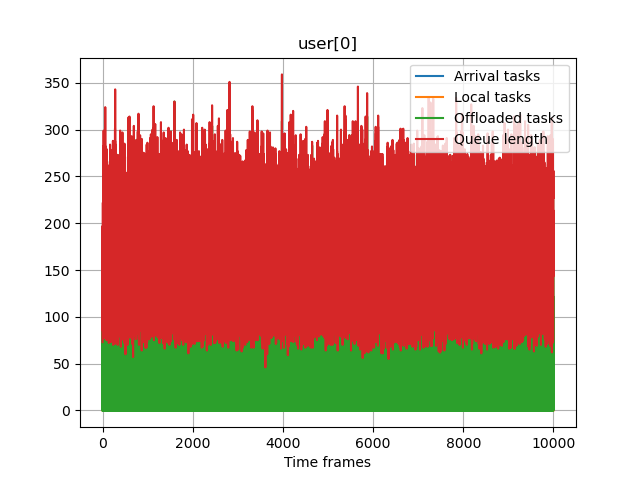 user[0]
Arrival tasks
Local tasks
Offloaded tasks
Queue length
350
300
250
200
150
100
50
0
0 2000 4000 6000 8000 10000
Time frames